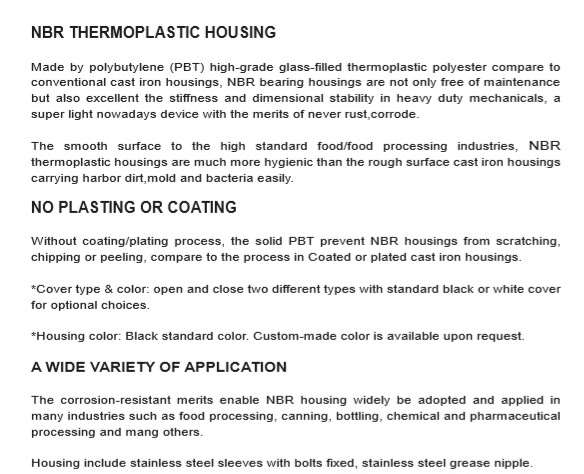 NBR THERMOPLASTIC HOUSING
Made by polybutylene (PBT) high-grade glass-filled thermoplastic polyester compare to
conventional cast iron housings, NBR bearing housings are not only free of maintenance
but also excellent the stiffness and dimensional stability in heavy duty mechanicals, a
super light nowadays device with the merits of never rust,corrode.
The smooth surface to the high standard food/food processing industries, NBR
thermoplastic housings are much more hygienic than the rough surface cast iron housings
carrying harbor dirt,mold and bacteria easily.
NO PLASTING OR COATING
Without coating/plating process, the solid PBT prevent NBR housings from scratching,
chipping or peeling, compare to the process in Coated or plated cast iron housings.
*Cover type & color: open and close two different types with standard black or white cover
for optional choices.
*Housing color: Black standard color. Custom-made color is available upon request.
A WIDE VARIETY OF APPLICATION
The corrosion-resistant merits enable NBR housing widely be adopted and applied in
many industries such as food processing, canning, bottling, chemical and pharmaceutical
processing and mang others.
Housing include stainless steel sleeves with bolts fixed, stainless steel grease nipple.